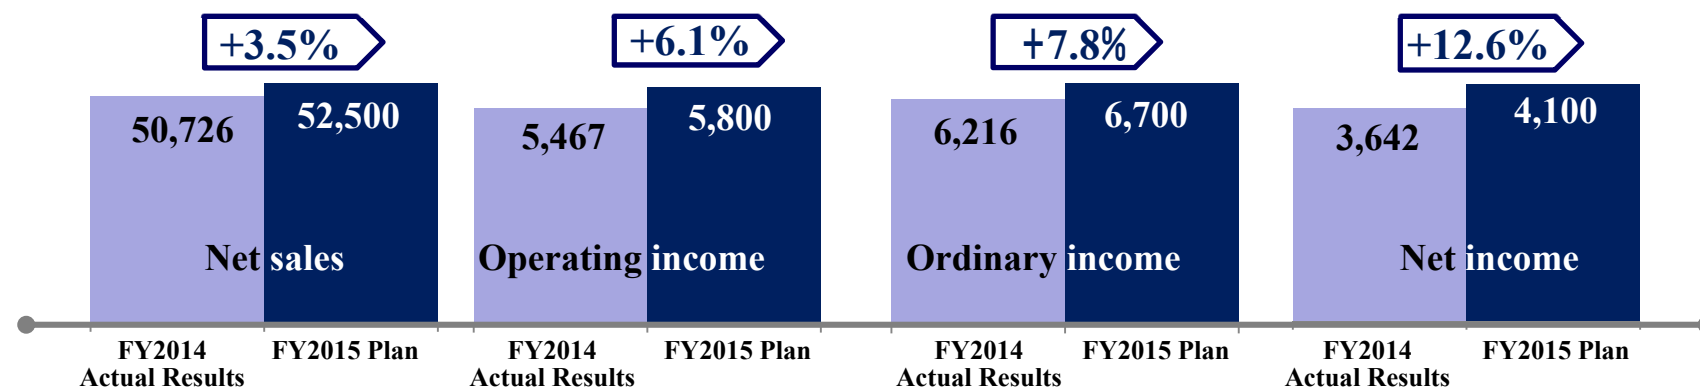 +3.5%
+6.1%
+7.8%
+12.6%
50,726
52,500
5,467
5,800
6,216
6,700
3,642
4,100
Net sales
Operating income
Ordinary income
Net income
FY2014
Actual Results
FY2015 Plan
FY2014
Actual Results
FY2015 Plan
FY2014
Actual Results
FY2015 Plan
FY2014
Actual Results
FY2015 Plan